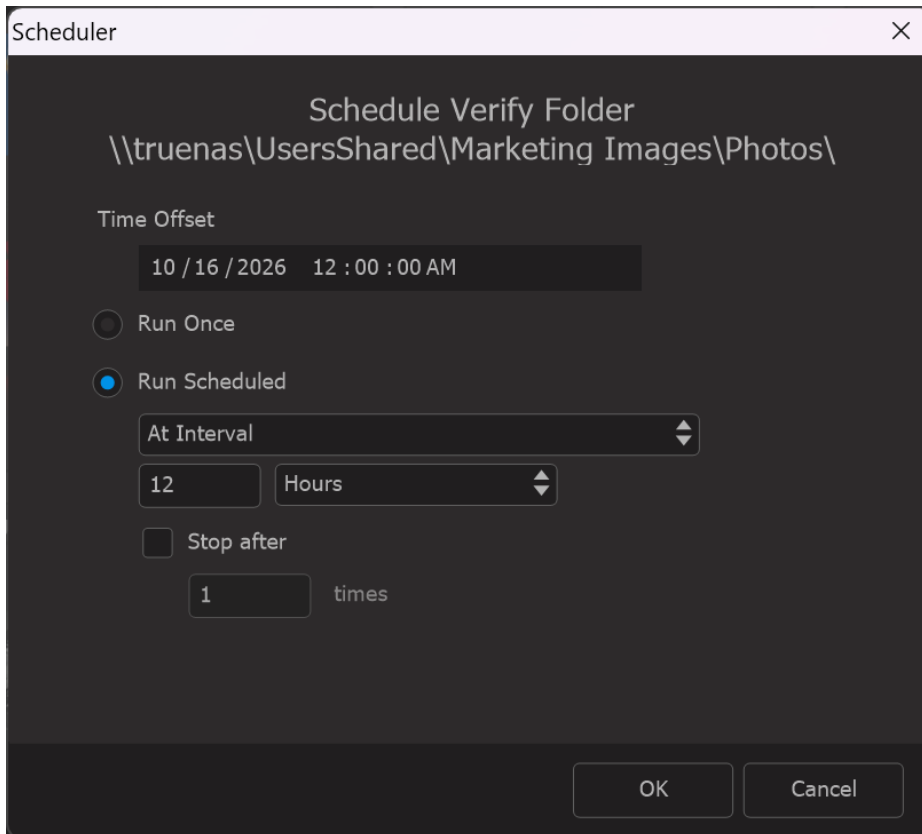 Scheduler
Schedule Verify Folder
\\truenas\UsersShared\Marketing Images\Photos\
Time Offset
10 / 16 / 2026 12 : 00 : 00 AM
Run Once
Run Scheduled
At Interval
12 Hours
Stop after
1 times
OK Cancel